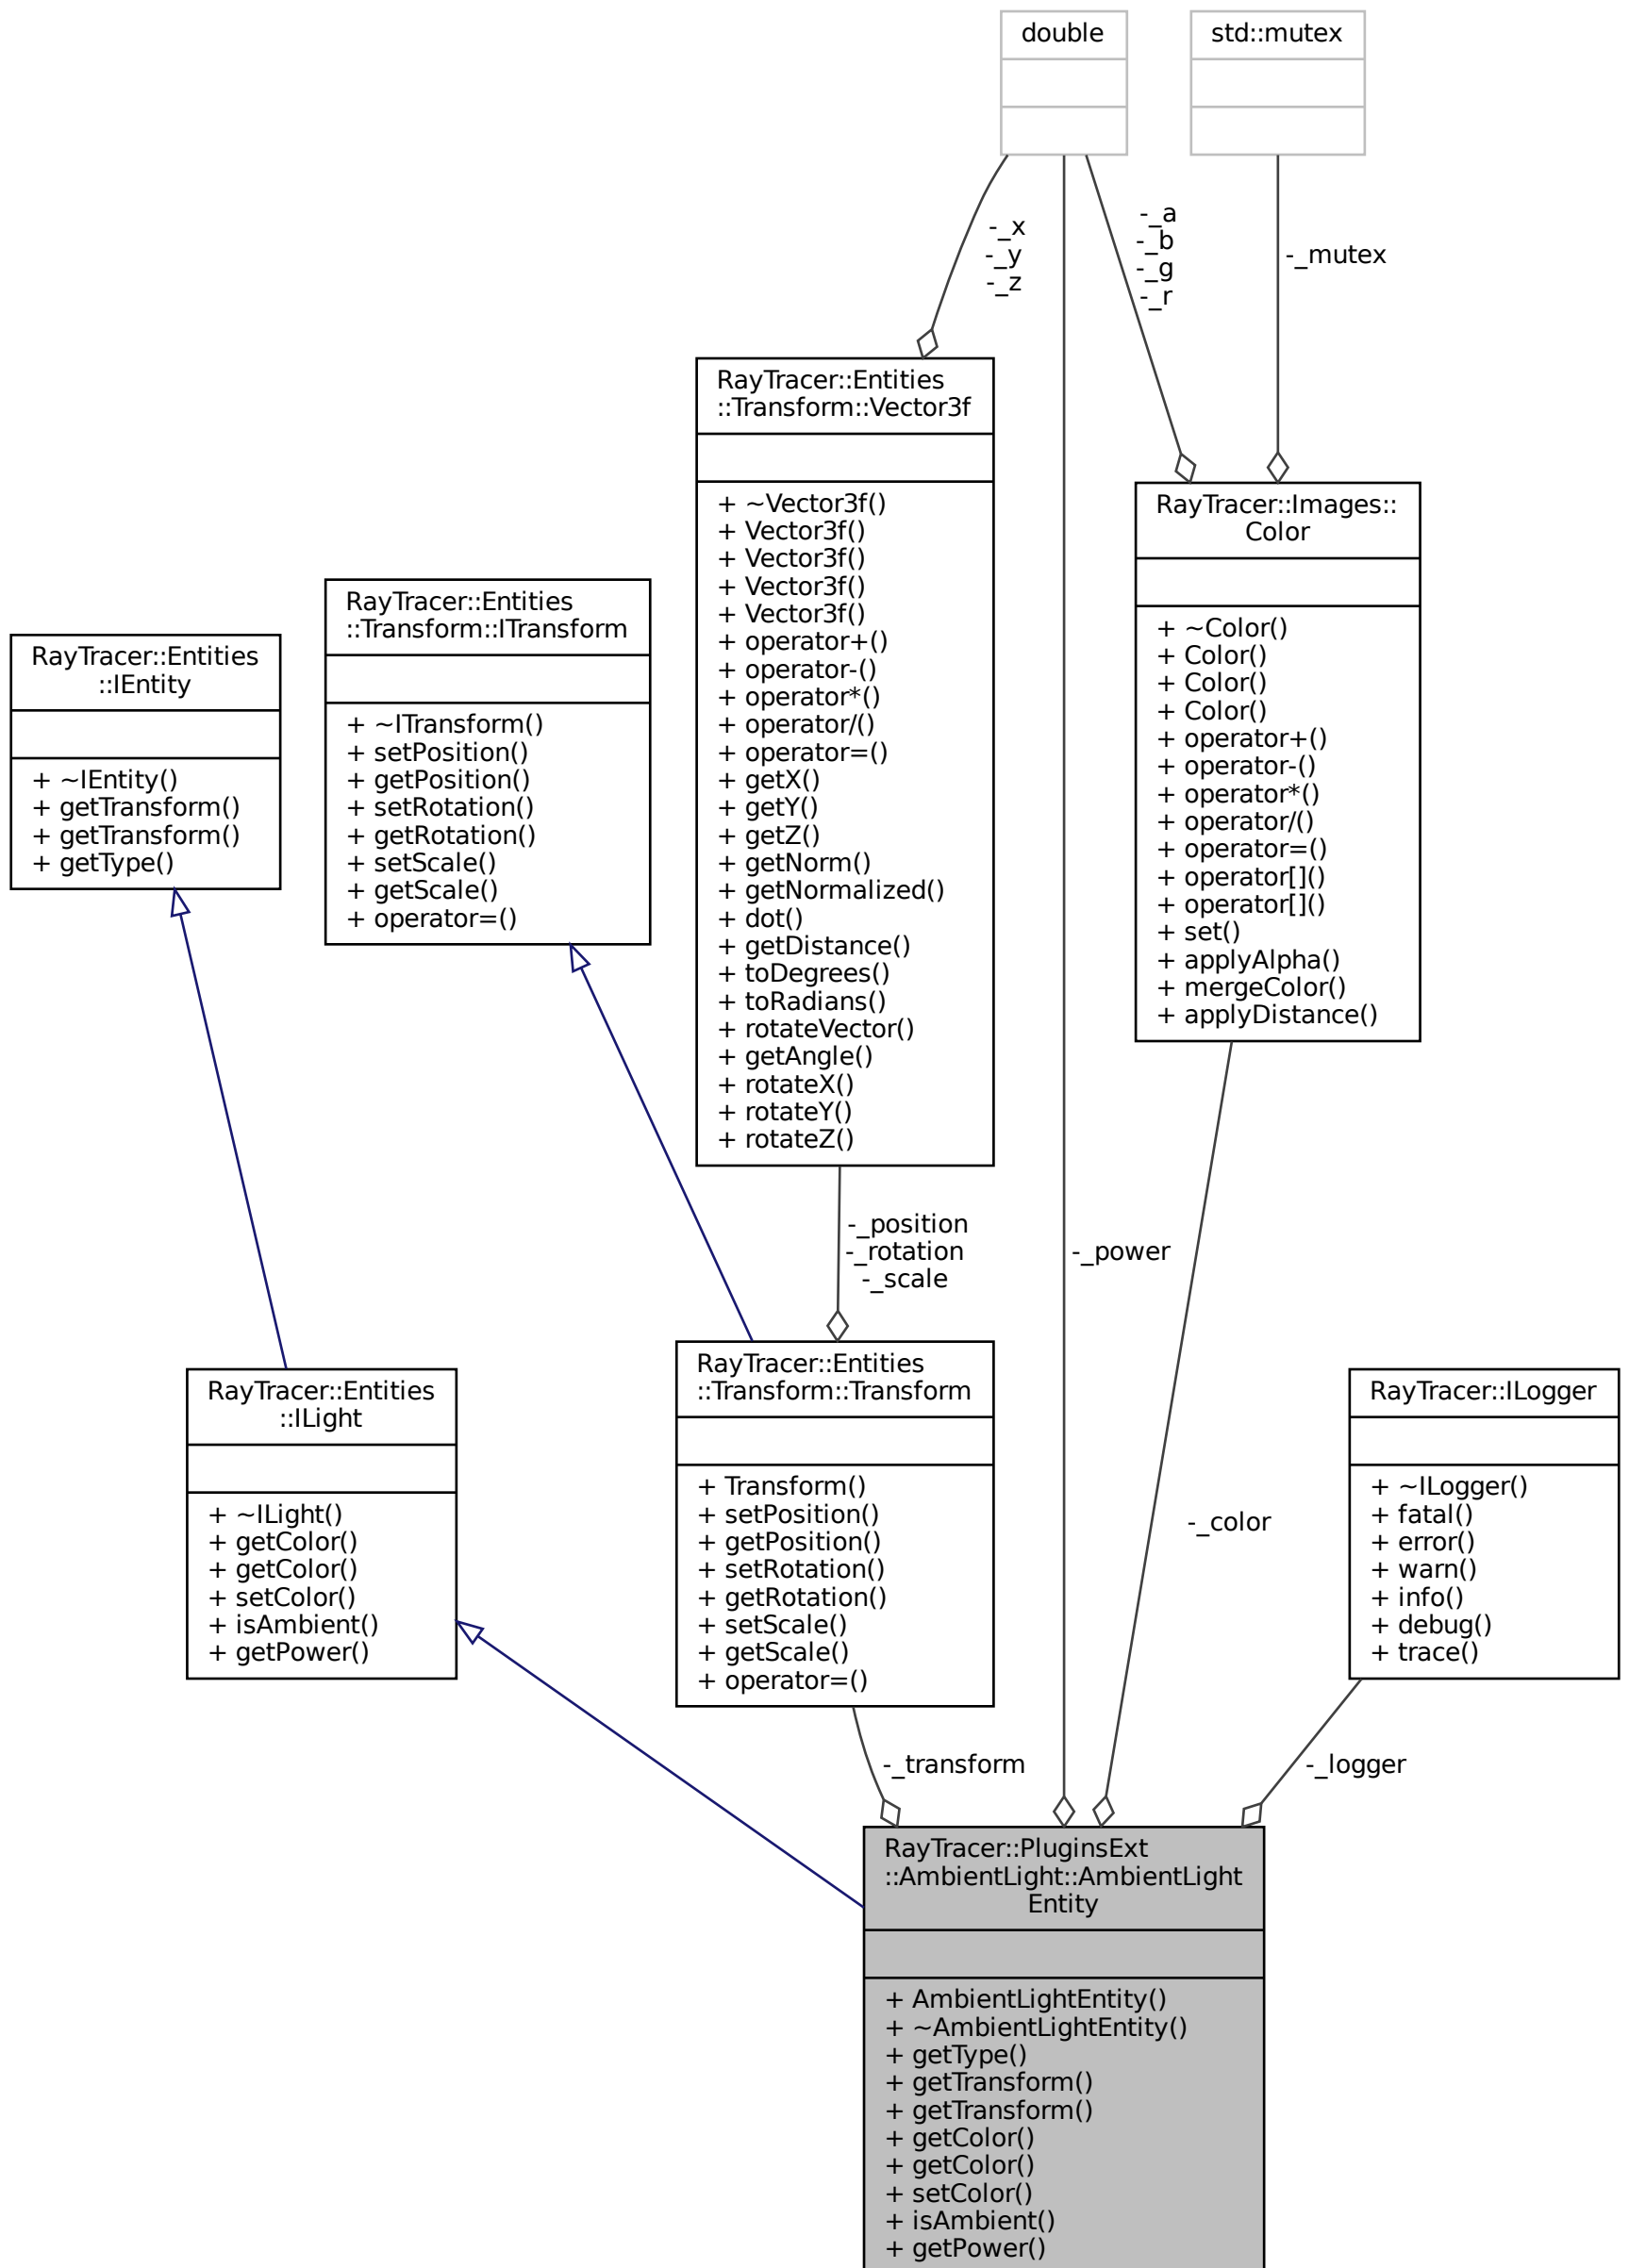 double
std::mutex
-_x
-_y
-_z
-_a
-_b
-_g
-_r
-_mutex
RayTracer::Entities
::Transform::Vector3f
+ ~Vector3f()
+ Vector3f()
+ Vector3f()
+ Vector3f()
+ Vector3f()
+ operator+()
+ operator-()
+ operator*()
+ operator/()
+ operator=()
+ getX()
+ getY()
+ getZ()
+ getNorm()
+ getNormalized()
+ dot()
+ getDistance()
+ toDegrees()
+ toRadians()
+ rotateVector()
+ getAngle()
+ rotateX()
+ rotateY()
+ rotateZ()
RayTracer::Images::
Color
+ ~Color()
+ Color()
+ Color()
+ Color()
+ operator+()
+ operator-()
+ operator*()
+ operator/()
+ operator=()
+ operator[]()
+ operator[]()
+ set()
+ applyAlpha()
+ mergeColor()
+ applyDistance()
RayTracer::Entities
::Transform::ITransform
+ ~ITransform()
+ setPosition()
+ getPosition()
+ setRotation()
+ getRotation()
+ setScale()
+ getScale()
+ operator=()
RayTracer::Entities
::IEntity
+ ~IEntity()
+ getTransform()
+ getTransform()
+ getType()
-_position
-_rotation
-_scale
-_power
RayTracer::Entities
::Transform::Transform
+ Transform()
+ setPosition()
+ getPosition()
+ setRotation()
+ getRotation()
+ setScale()
+ getScale()
+ operator=()
RayTracer::Entities
::ILight
+ ~ILight()
+ getColor()
+ getColor()
+ setColor()
+ isAmbient()
+ getPower()
-_color
RayTracer::ILogger
+ ~ILogger()
+ fatal()
+ error()
+ warn()
+ info()
+ debug()
+ trace()
-_transform
-_logger
RayTracer::PluginsExt
::AmbientLight::AmbientLight
Entity
+ AmbientLightEntity()
+ ~AmbientLightEntity()
+ getType()
+ getTransform()
+ getTransform()
+ getColor()
+ getColor()
+ setColor()
+ isAmbient()
+ getPower()